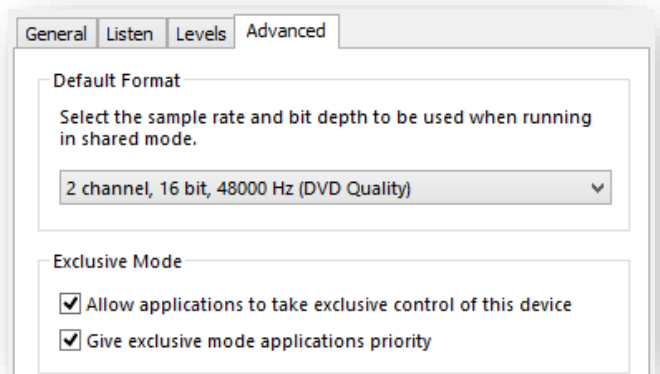 General Listen Levels Advanced
Default Format
Select the sample rate and bit depth to be used when running
in shared mode.
2 channel, 16 bit, 48000 Hz (DVD Quality)
Exclusive Mode
Allow applications to take exclusive control of this device
Give exclusive mode applications priority